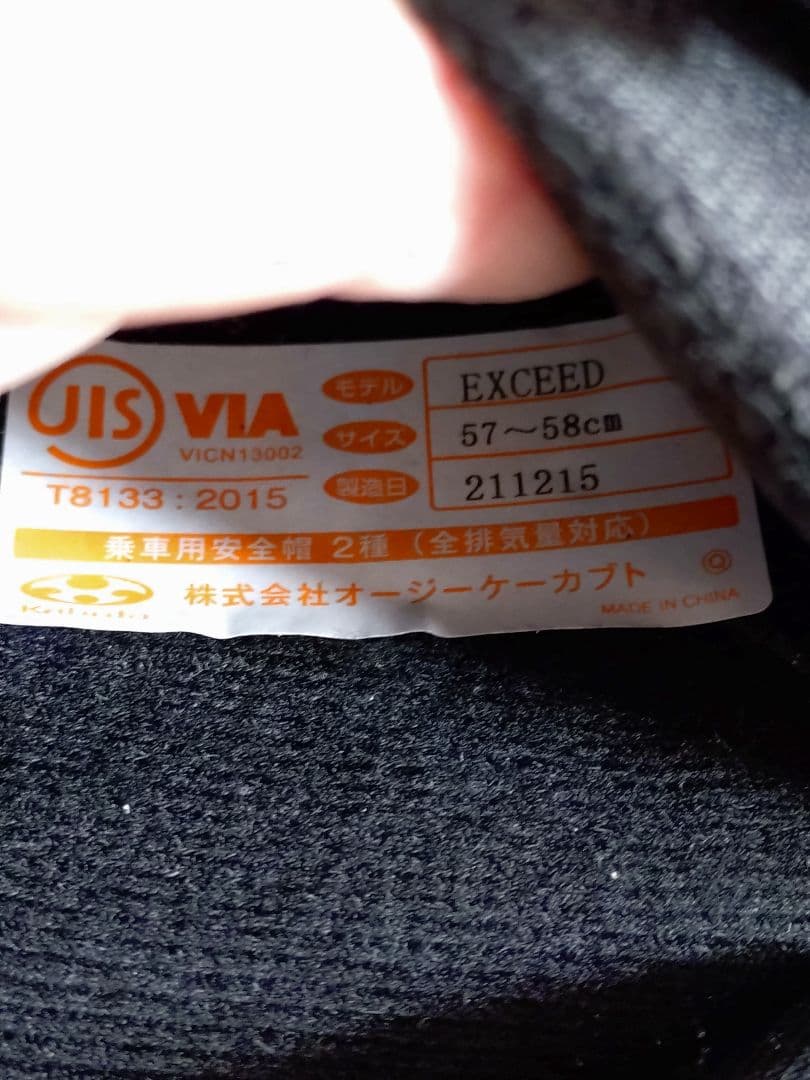 JIS VIA
VICN13002
T8133:2015
モデル EXCEED
サイズ 57～58cm
製造日 211215
乗車用安全帽 2種 (全排気量対応)
Kabuto 株式会社オージーケーカブト
MADE IN CHINA